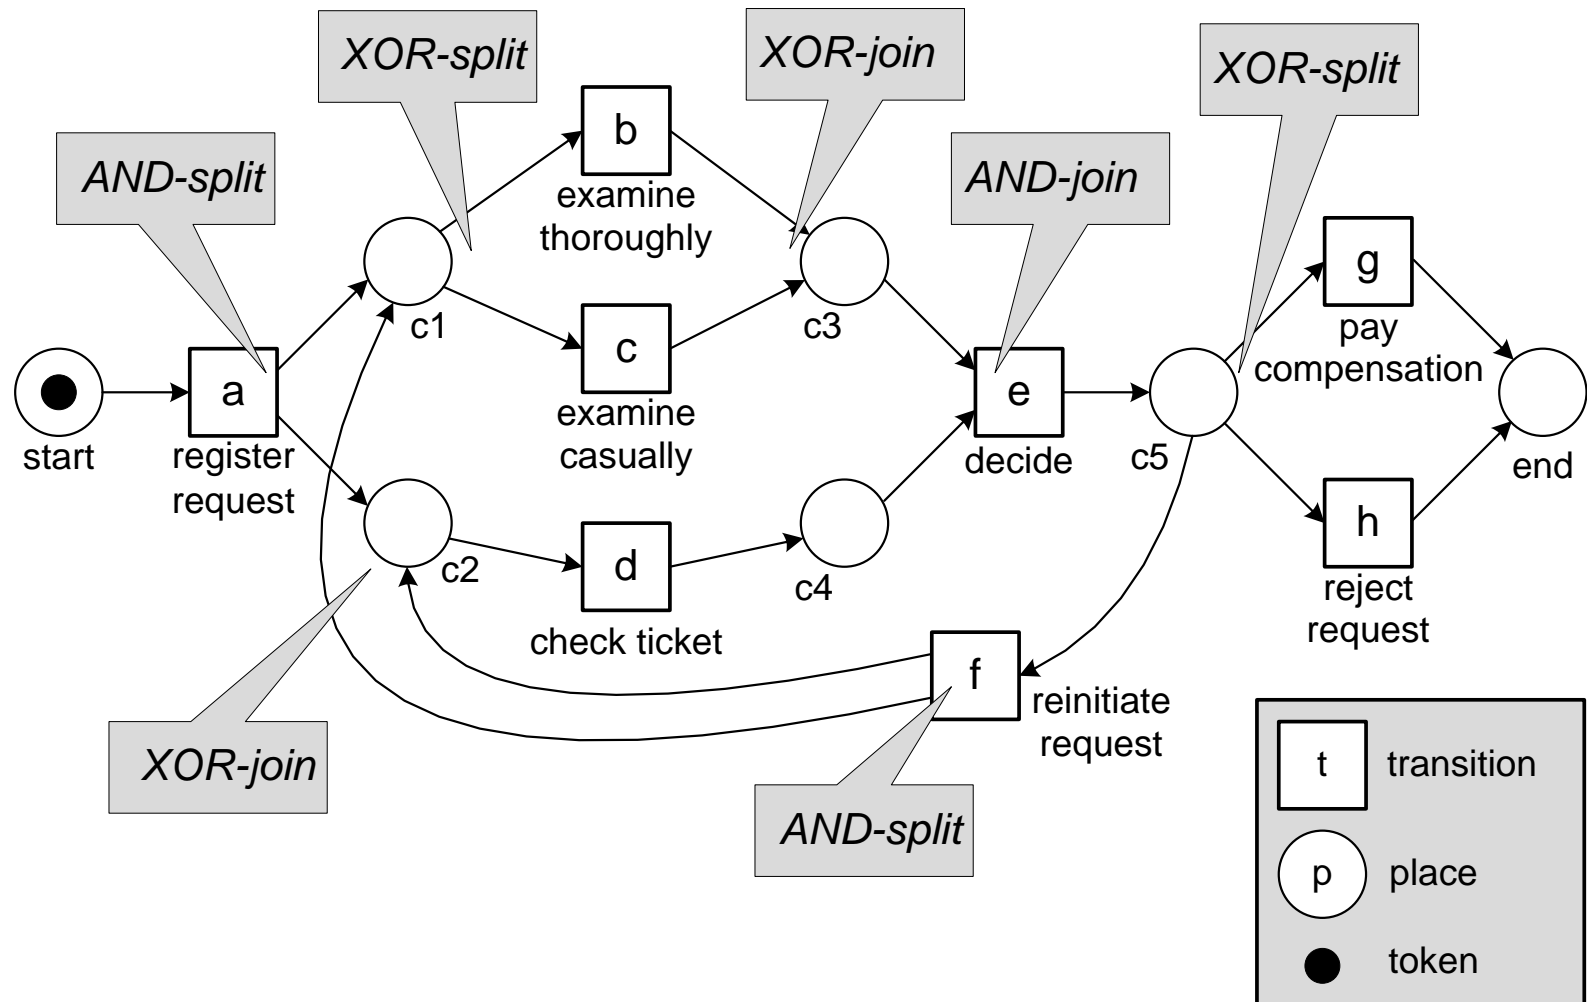 XOR-split
XOR-join
XOR-split
AND-split
AND-join
b
examine
thoroughly
g
pay
compensation
c1
c3
c
examine
casually
start
a
register
request
e
decide
c5
end
c2
d
check ticket
c4
h
reject
request
f
reinitiate
request
XOR-join
AND-split
t
transition
p
place
token